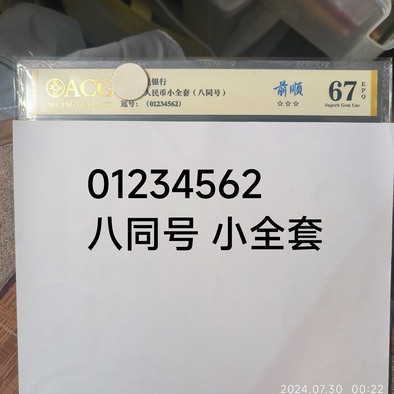 ACG
银行
人民币小全套（八同号）
冠号：（01234562）
前顺
☆☆☆
67 EPQ
Superb Gem Unc
01234562
八同号 小全套
2024.07.30 00:22